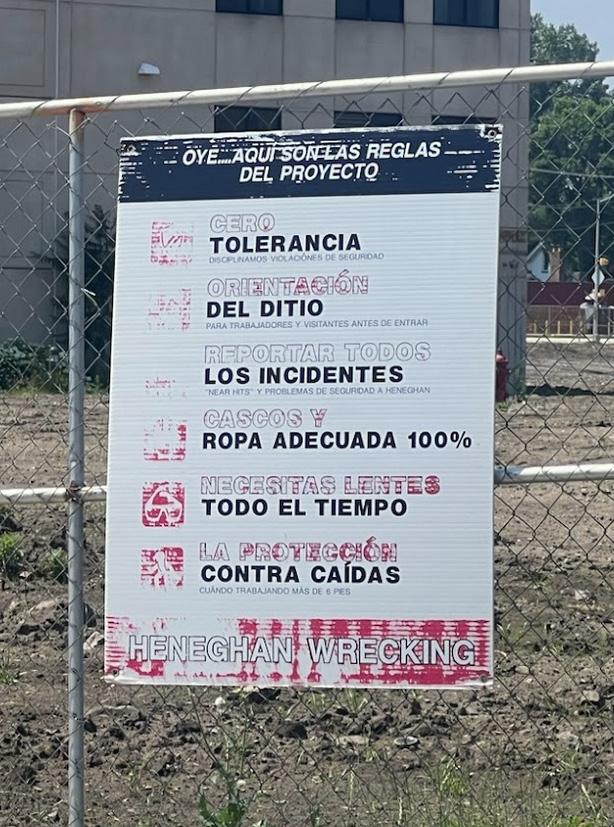 OYE...AQUÍ SON LAS REGLAS
DEL PROYECTO
CERO
TOLERANCIA
DISCIPLINAMOS VIOLACIÓNES DE SEGURIDAD
ORIENTACIÓN
DEL DITIO
PARA TRABAJADORES Y VISITANTES ANTES DE ENTRAR
REPORTAR TODOS
LOS INCIDENTES
"NEAR HITS" Y PROBLEMAS DE SEGURIDAD A HENEGHAN
CASCOS Y
ROPA ADECUADA 100%
NECESITAS LENTES
TODO EL TIEMPO
LA PROTECCIÓN
CONTRA CAÍDAS
CUÁNDO TRABAJANDO MÁS DE 6 PIES
HENEGHAN WRECKING